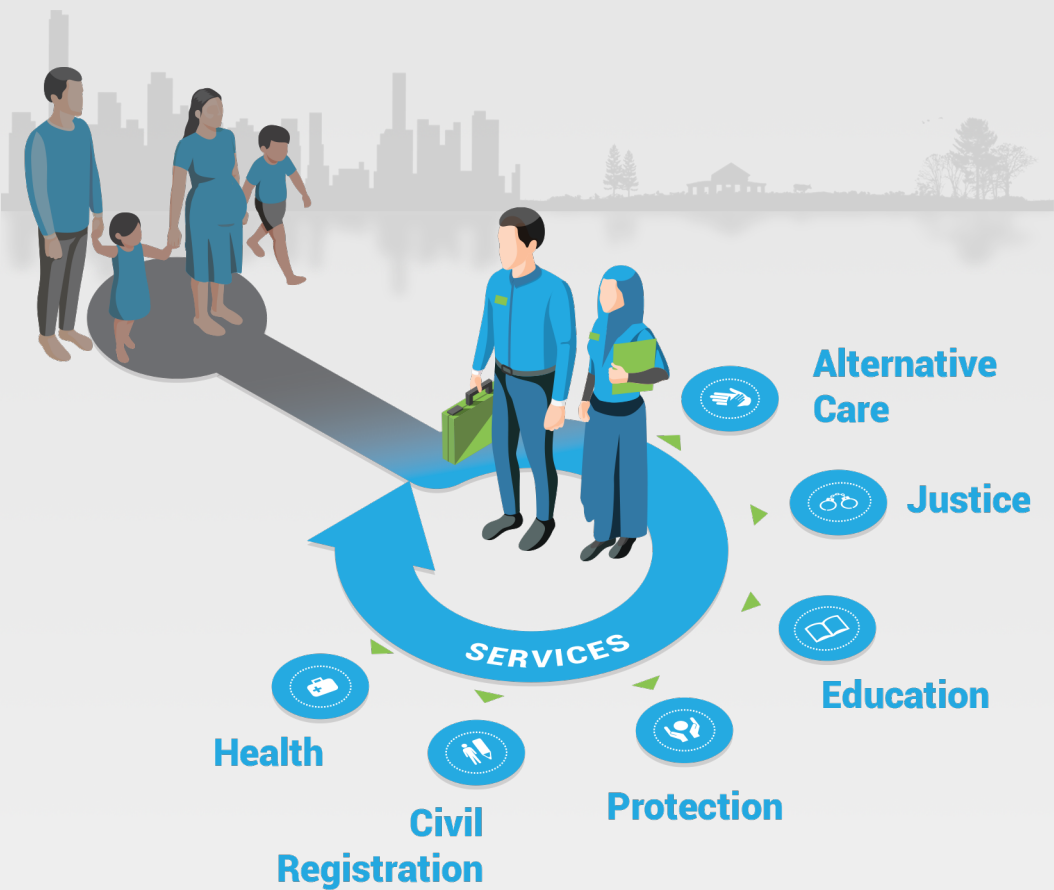 Alternative
Care
Justice
Education
SERVICES
Health
Protection
Civil
Registration